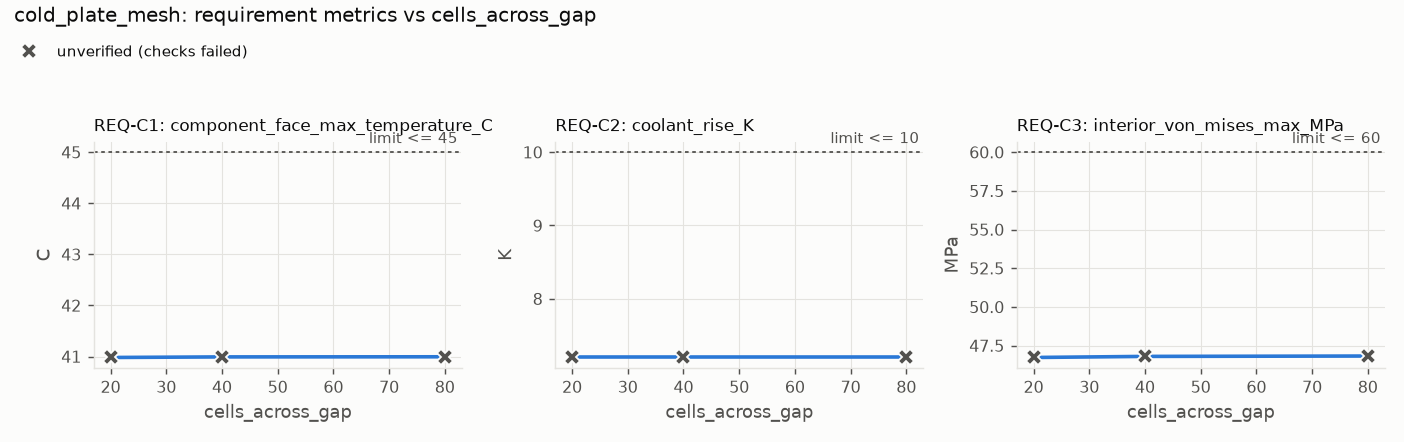 cold_plate_mesh: requirement metrics vs cells_across_gap
unverified (checks failed)
REQ-C1: component_face_max_temperature_C
limit <= 45
45
44
43
42
41
C
20 30 40 50 60 70 80
cells_across_gap
REQ-C2: coolant_rise_K
limit <= 10
10
9
8
K
20 30 40 50 60 70 80
cells_across_gap
REQ-C3: interior_von_mises_max_MPa
limit <= 60
60.0
57.5
55.0
52.5
50.0
47.5
MPa
20 30 40 50 60 70 80
cells_across_gap